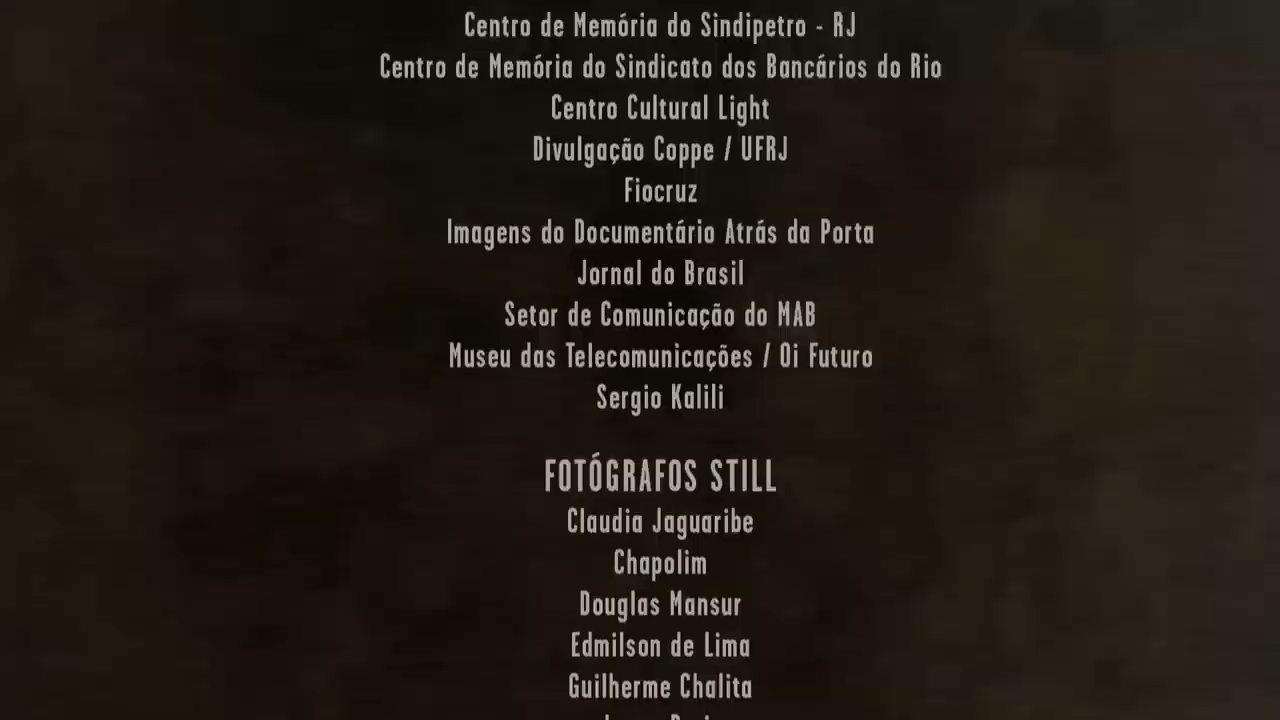 Centro de Memória do Sindipetro - RJ
Centro de Memória do Sindicato dos Bancários do Rio
Centro Cultural Light
Divulgação Coppe / UFRJ
Fiocruz
Imagens do Documentário Atrás da Porta
Jornal do Brasil
Setor de Comunicação do MAB
Museu das Telecomunicações / Oi Futuro
Sergio Kalili
FOTÓGRAFOS STILL
Claudia Jaguaribe
Chapolim
Douglas Mansur
Edmilson de Lima
Guilherme Chalita